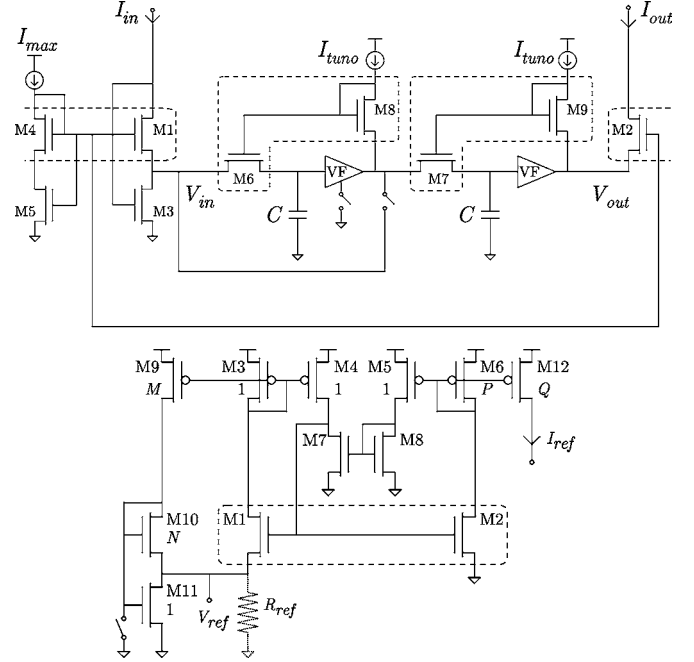 I_in
I_out
I_max
I_tuno
I_tuno
M8
M9
M4
M1
M2
VF
VF
M6
M7
M5
M3
V_in
V_out
C
C
M9
M3
M4
M5
M6
M12
M
1
1
1
P
Q
M7
M8
I_ref
M10
M1
M2
N
M11
1
V_ref
R_ref